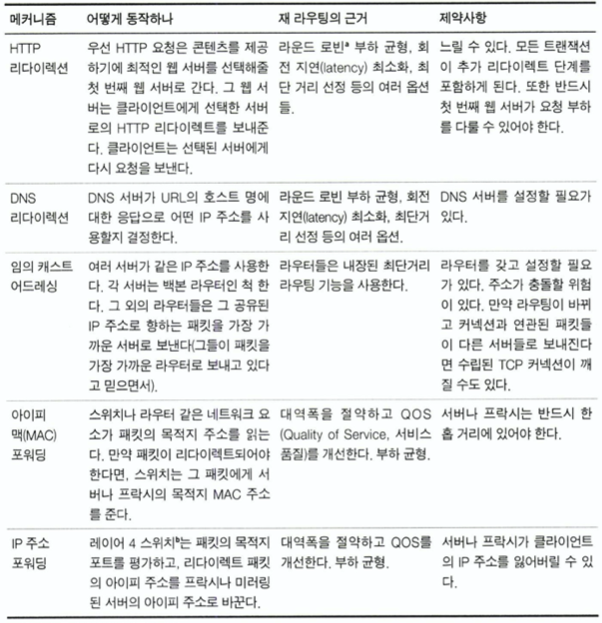 메커니즘 어떻게 동작하나 재 라우팅의 근거 제약사항
HTTP
리다이렉션
우선 HTTP 요청은 콘텐츠를 제공
하기에 최적인 웹 서버를 선택해줄
첫 번째 웹 서버로 간다. 그 웹 서
버는 클라이언트에게 선택한 서버
로의 HTTP 리다이렉트를 보내준
다. 클라이언트는 선택된 서버에게
다시 요청을 보낸다.
라운드 로빈a 부하 균형, 회
전 지연(latency) 최소화, 최
단 거리 선정 등의 여러 옵션
들.
느릴 수 있다. 모든 트랜잭션
이 추가 리다이렉트 단계를
포함하게 된다. 또한 반드시
첫 번째 웹 서버가 요청 부하
를 다룰 수 있어야 한다.
DNS
리다이렉션
DNS 서버가 URL의 호스트 명에
대한 응답으로 어떤 IP 주소를 사
용할지 결정한다.
라운드 로빈 부하 균형, 회전
지연(latency) 최소화, 최단거
리 선정 등의 여러 옵션.
DNS 서버를 설정할 필요가
있다.
임의 캐스트
어드레싱
여러 서버가 같은 IP 주소를 사용한
다. 각 서버는 백본 라우터인 척 한
다. 그 외의 라우터들은 그 공유된
IP 주소로 향하는 패킷을 가장 가
까운 서버로 보낸다(그들이 패킷을
가장 가까운 라우터로 보내고 있다
고 믿으면서).
라우터들은 내장된 최단거리
라우팅 기능을 사용한다.
라우터를 갖고 설정할 필요
가 있다. 주소가 충돌할 위험
이 있다. 만약 라우팅이 바뀌
고 커넥션과 연관된 패킷들
이 다른 서버들로 보내진다
면 수립된 TCP 커넥션이 깨
질 수도 있다.
아이피
맥(MAC)
포워딩
스위치나 라우터 같은 네트워크 요
소가 패킷의 목적지 주소를 읽는
다. 만약 패킷이 리다이렉트되어야
한다면, 스위치는 그 패킷에게 서
버나 프락시의 목적지 MAC 주소
를 준다.
대역폭을 절약하고 QOS
(Quality of Service, 서비스
품질)를 개선한다. 부하 균형.
서버나 프락시는 반드시 한
홉 거리에 있어야 한다.
IP 주소
포워딩
레이어 4 스위치b는 패킷의 목적지
포트를 평가하고, 리다이렉트 패킷
의 아이피 주소를 프락시나 미러링
된 서버의 아이피 주소로 바꾼다.
대역폭을 절약하고 QOS를
개선한다. 부하 균형.
서버나 프락시가 클라이언트
의 IP 주소를 잃어버릴 수 있
다.